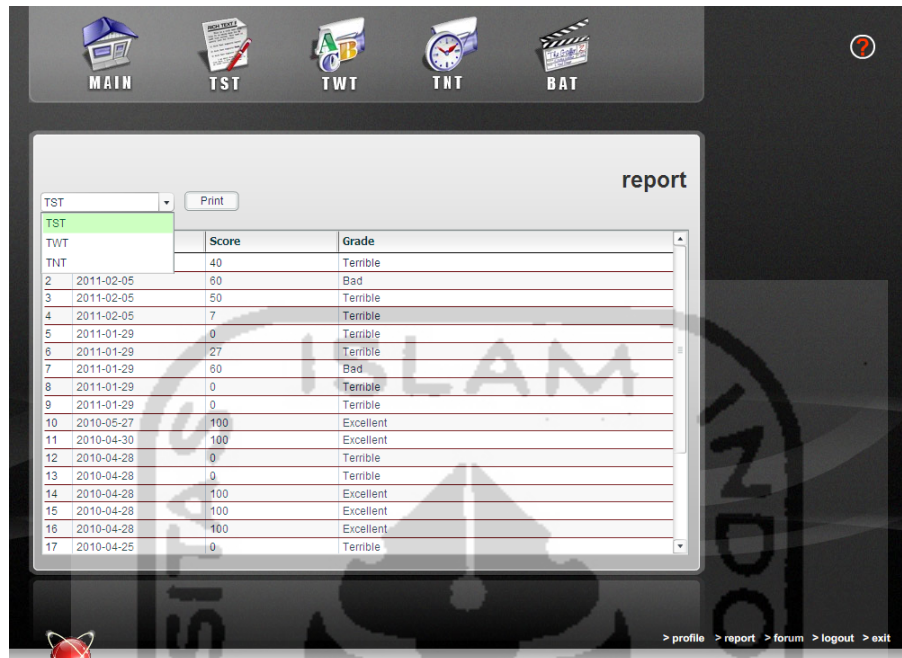 RICH TEXT F
MAIN TST TWT TNT BAT
?
report
TST Print
TST
TWT
TNT
Score Grade
40 Terrible
2 2011-02-05 60 Bad
3 2011-02-05 50 Terrible
4 2011-02-05 7 Terrible
5 2011-01-29 0 Terrible
6 2011-01-29 27 Terrible
7 2011-01-29 60 Bad
8 2011-01-29 0 Terrible
9 2011-01-29 0 Terrible
10 2010-05-27 100 Excellent
11 2010-04-30 100 Excellent
12 2010-04-28 0 Terrible
13 2010-04-28 0 Terrible
14 2010-04-28 100 Excellent
15 2010-04-28 100 Excellent
16 2010-04-28 100 Excellent
17 2010-04-25 0 Terrible
> profile > report > forum > logout > exit
ISLAM
SITAS
INDO